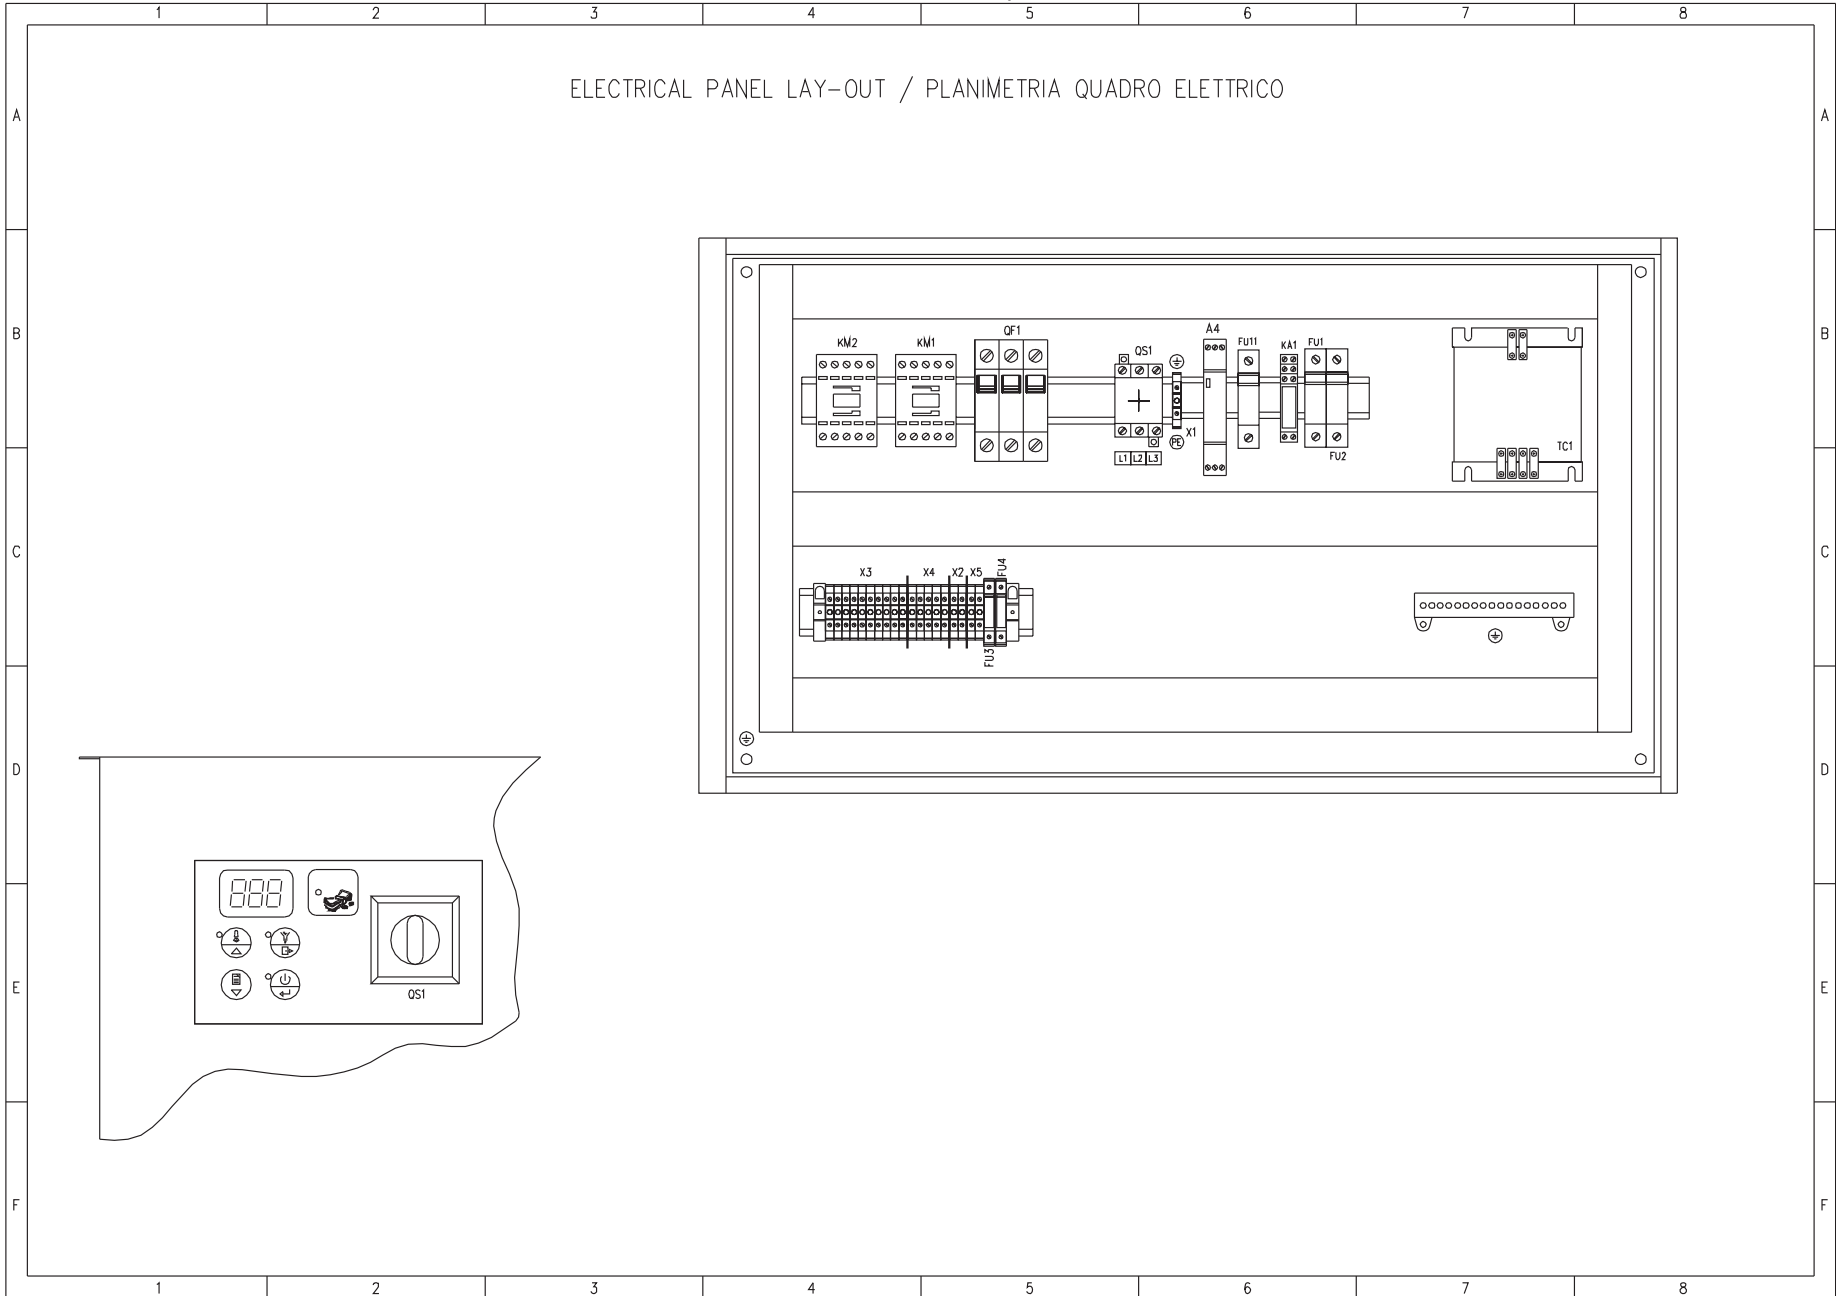 1 2 3 4 5 6 7 8
ELECTRICAL PANEL LAY-OUT / PLANIMETRIA QUADRO ELETTRICO
A A
B B
KM2 KM1 QF1 QS1 A4 FU11 KA1 FU1
X1
PE
L1 L2 L3
FU2
TC1
C C
X3 X4 X2 X5 FU4
FU3
D D
888
E E
QS1
F F
1 2 3 4 5 6 7 8